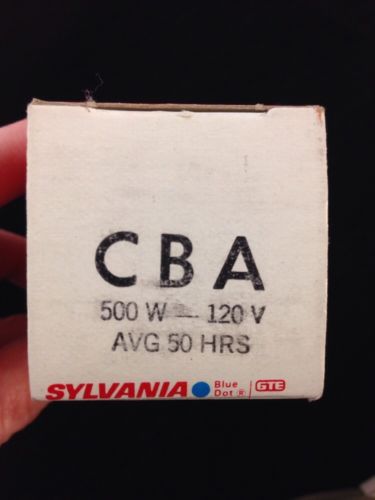 CBA
500 W — 120 V
AVG 50 HRS
SYLVANIA Blue Dot ® GTE